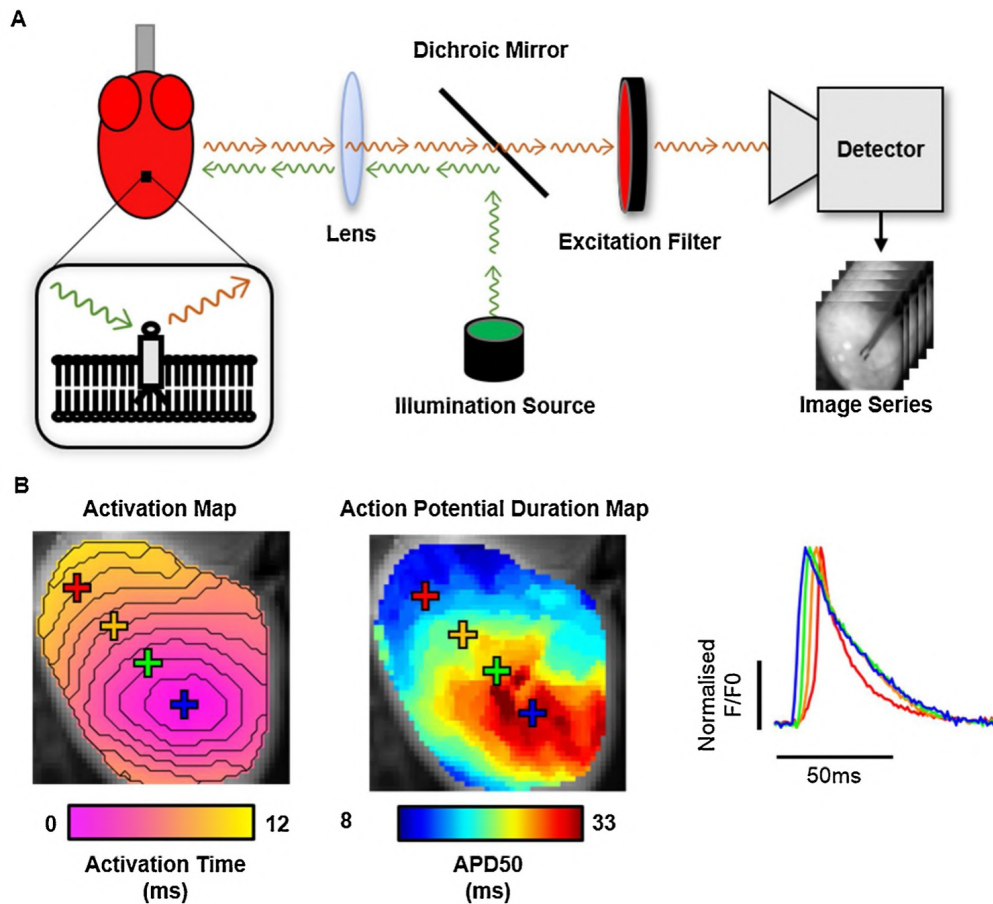 A
Dichroic Mirror
Detector
Lens
Excitation Filter
Illumination Source
Image Series
B
Activation Map
Action Potential Duration Map
Normalised
F/F0
50ms
0
12
8
33
Activation Time
(ms)
APD50
(ms)